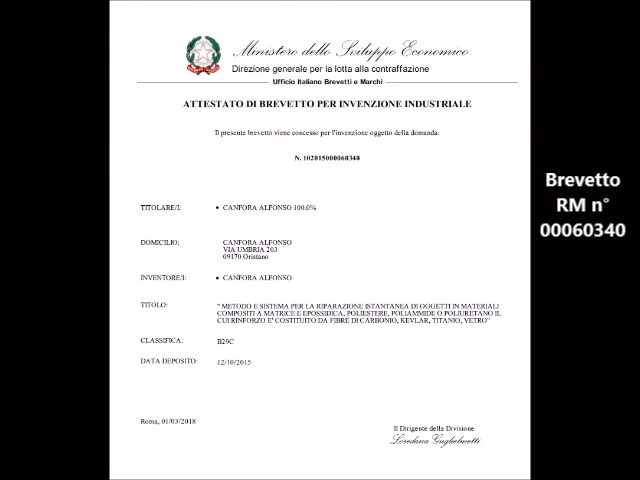 Ministero dello Sviluppo Economico
Direzione generale per la lotta alla contraffazione
Ufficio Italiano Brevetti e Marchi
ATTESTATO DI BREVETTO PER INVENZIONE INDUSTRIALE
Il presente brevetto viene concesso per l'invenzione oggetto della domanda:
N. 102015000060340
TITOLARE/I: • CANFORA ALFONSO 100.0%
DOMICILIO: CANFORA ALFONSO
VIA UMBRIA 203
09170 Oristano
INVENTORE/I: • CANFORA ALFONSO
TITOLO: " METODO E SISTEMA PER LA RIPARAZIONE ISTANTANEA DI OGGETTI IN MATERIALI
COMPOSITI A MATRICE E EPOSSIDICA, POLIESTERE, POLIAMMIDE O POLIURETANO IL
CUI RINFORZO E' COSTITUITO DA FIBRE DI CARBONIO, KEVLAR, TITANIO, VETRO"
CLASSIFICA: B29C
DATA DEPOSITO: 12/10/2015
Roma, 01/03/2018
Il Dirigente della Divisione
Loredana Guglielmetti
Brevetto
RM n°
00060340